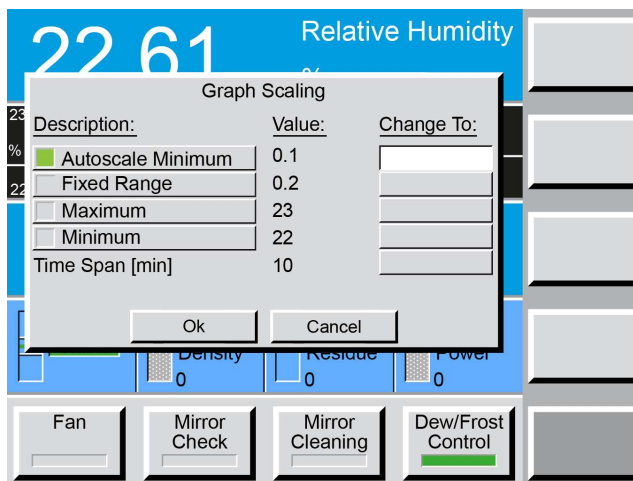 22.61
Relative Humidity
Graph Scaling
Description: Value: Change To:
Autoscale Minimum 0.1
Fixed Range 0.2
Maximum 23
Minimum 22
Time Span [min] 10
Ok Cancel
23
%
22
Density Residue Power
0 0 0
Fan Mirror Check Mirror Cleaning Dew/Frost Control